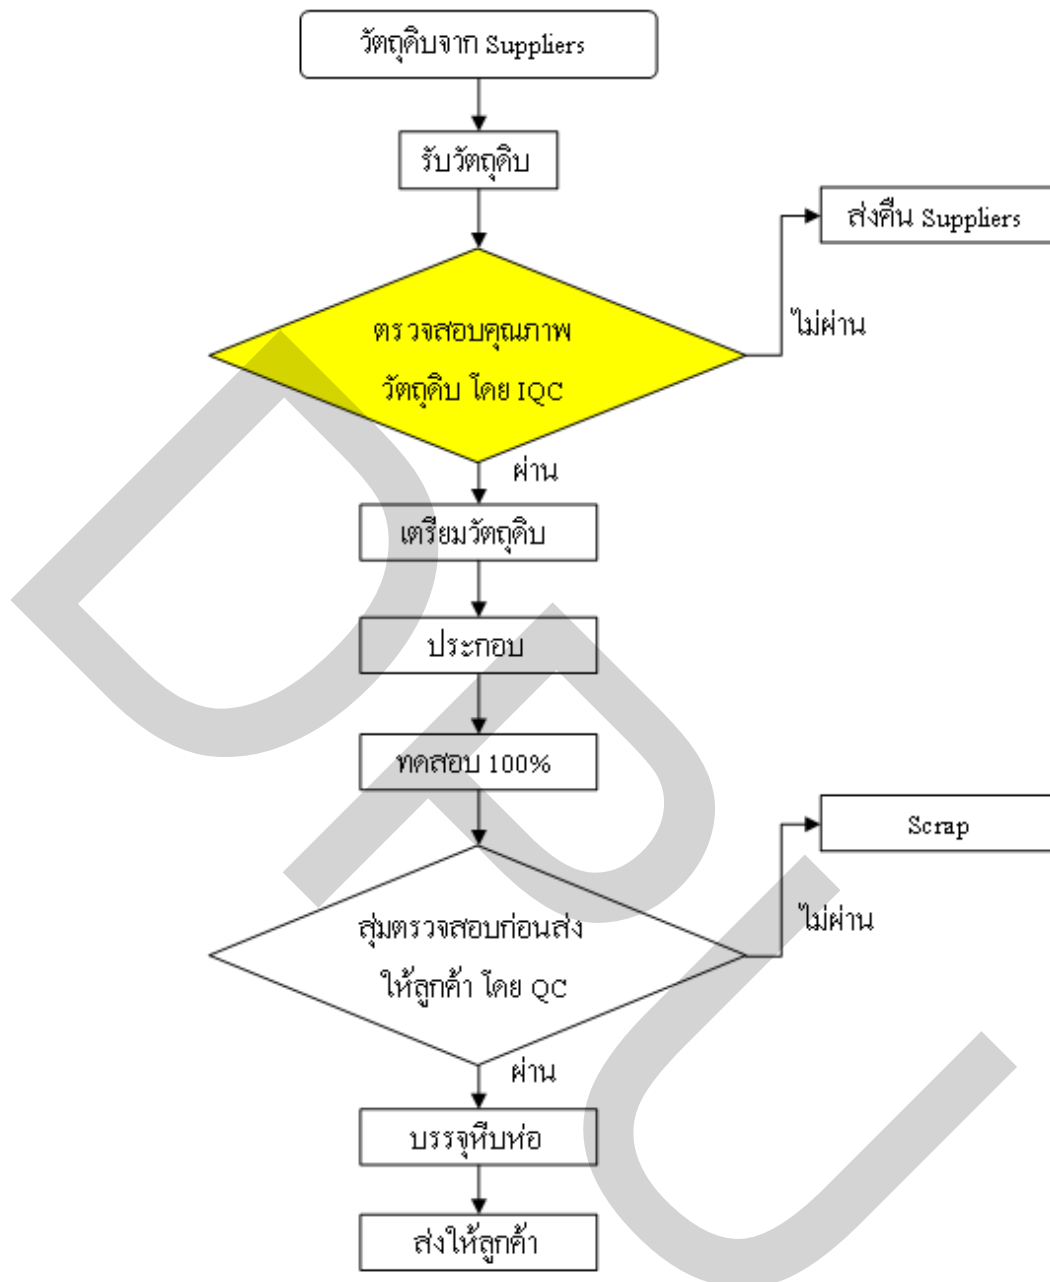 วัตถุดิบจาก Suppliers
รับวัตถุดิบ
ส่งคืน Suppliers
ไม่ผ่าน
ตรวจสอบคุณภาพ
วัตถุดิบ โดย IQC
ผ่าน
เตรียมวัตถุดิบ
ประกอบ
ทดสอบ 100%
Scrap
ไม่ผ่าน
สุ่มตรวจสอบก่อนส่ง
ให้ลูกค้า โดย QC
ผ่าน
บรรจุหีบห่อ
ส่งให้ลูกค้า
DPU